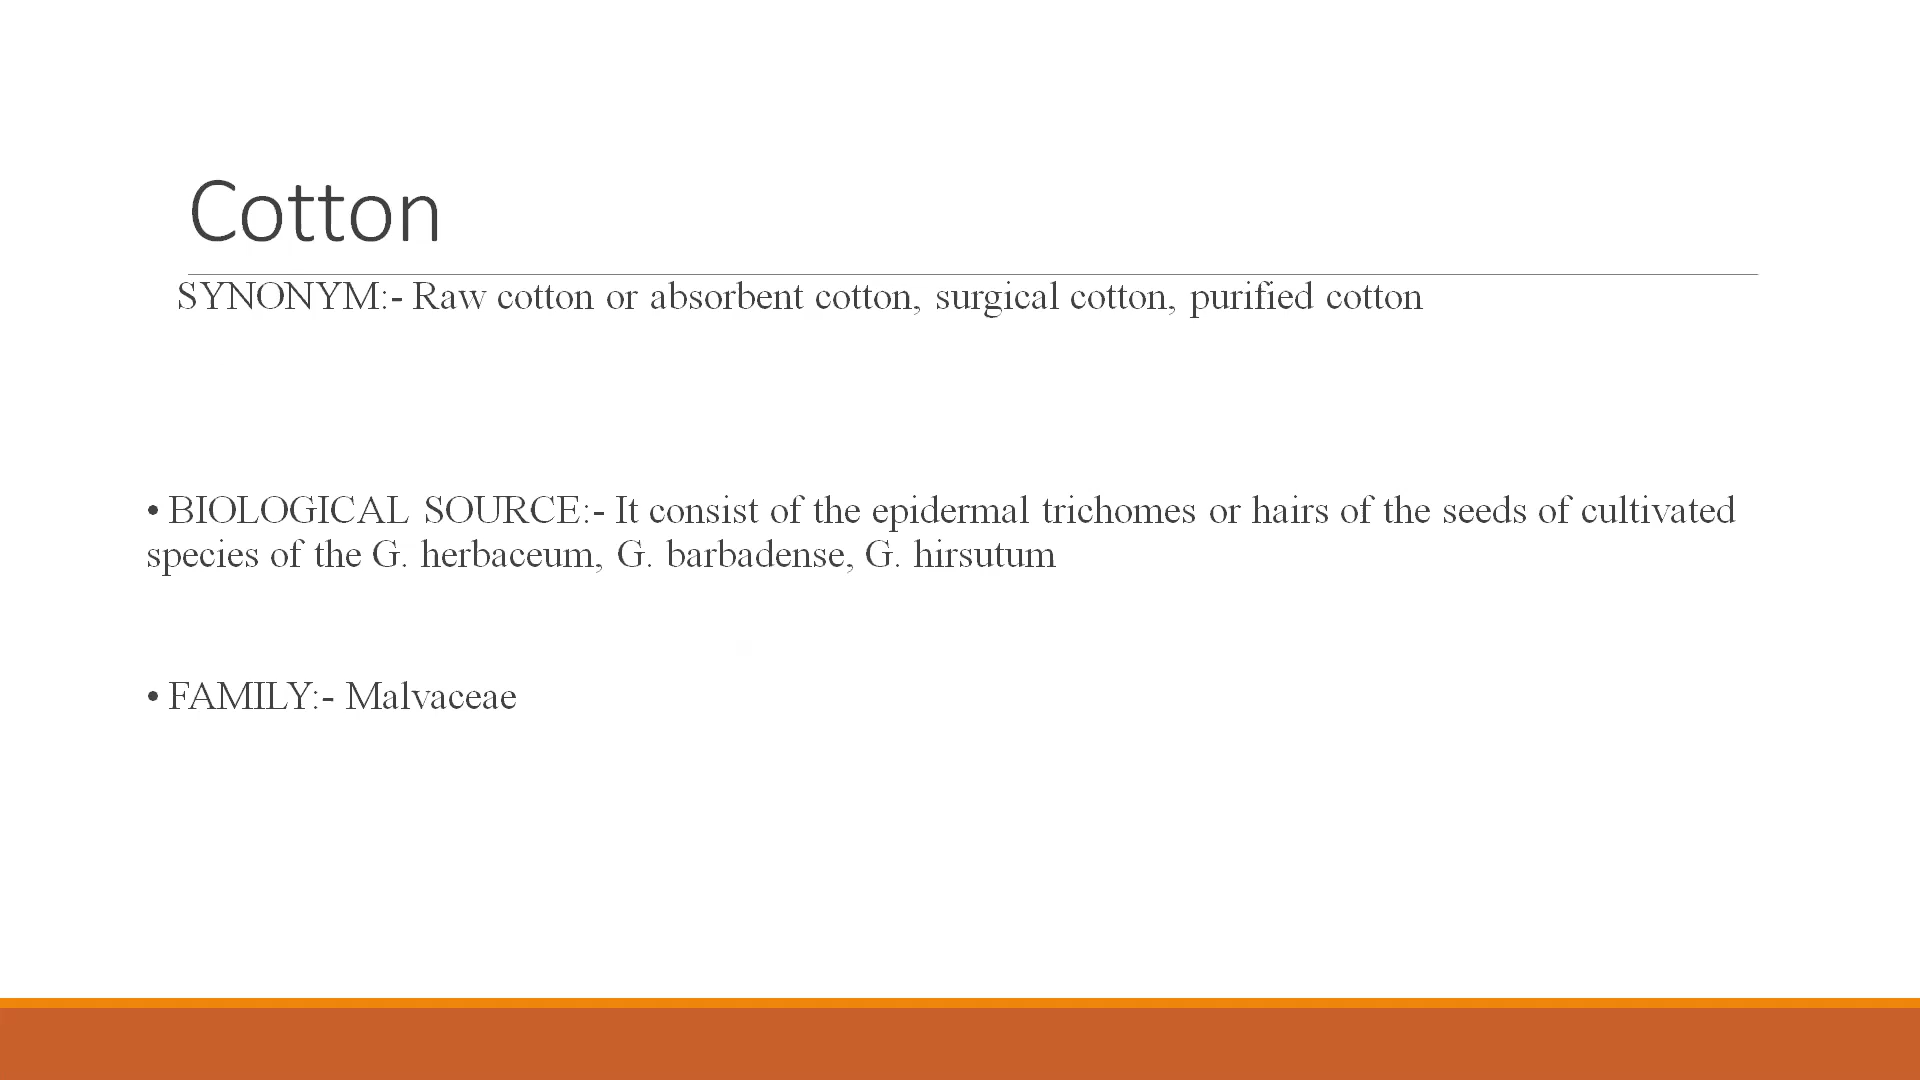 Cotton
SYNONYM:- Raw cotton or absorbent cotton, surgical cotton, purified cotton
• BIOLOGICAL SOURCE:- It consist of the epidermal trichomes or hairs of the seeds of cultivated
species of the G. herbaceum, G. barbadense, G. hirsutum
• FAMILY:- Malvaceae